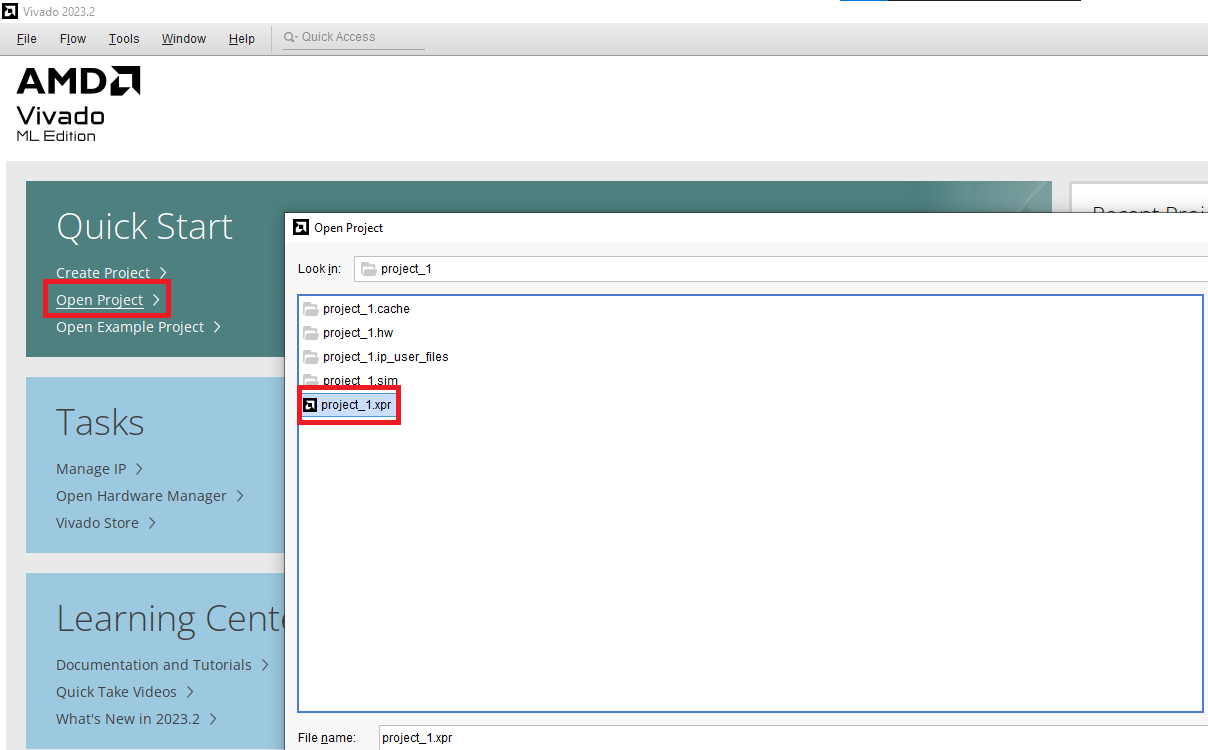 Vivado 2023.2
File Flow Tools Window Help Quick Access
AMD
Vivado
ML Edition
Quick Start
Create Project
Open Project
Open Example Project
Tasks
Manage IP
Open Hardware Manager
Vivado Store
Learning Cente
Documentation and Tutorials
Quick Take Videos
What's New in 2023.2
Recent Proj
Open Project
Look in: project_1
project_1.cache
project_1.hw
project_1.ip_user_files
project_1.sim
project_1.xpr
File name: project_1.xpr